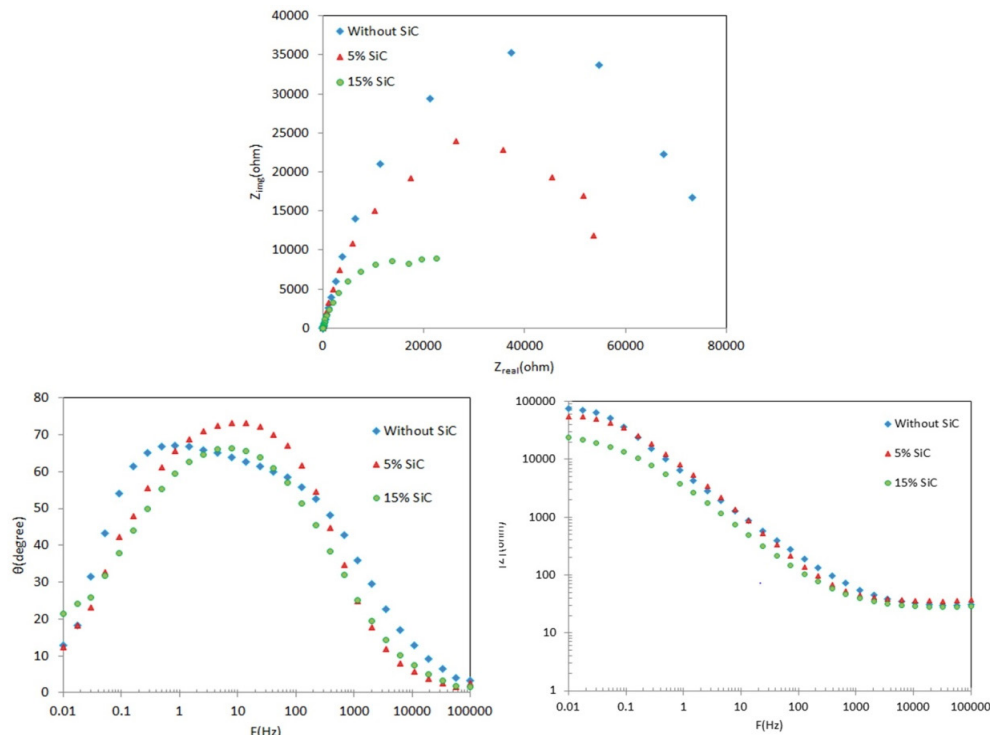 40000
35000
30000
25000
20000
15000
10000
5000
0
Zimg(ohm)
Without SiC
5% SiC
15% SiC
0 20000 40000 60000 80000
Zreal(ohm)
80
70
60
50
40
30
20
10
0
θ(degree)
Without SiC
5% SiC
15% SiC
0.01 0.1 1 10 100 1000 10000 100000
F(Hz)
100000
10000
1000
100
10
1
Without SiC
5% SiC
15% SiC
0.01 0.1 1 10 100 1000 10000 100000
F(Hz)